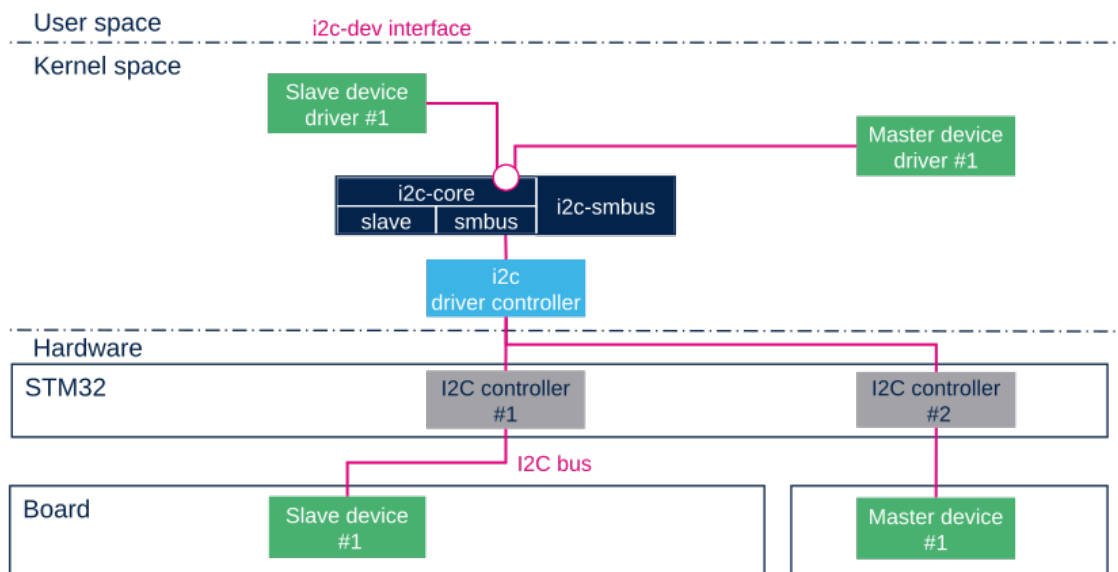 User space
i2c-dev interface
Kernel space
Slave device
driver #1
Master device
driver #1
i2c-core
i2c-smbus
slave
smbus
i2c
driver controller
Hardware
STM32
I2C controller
#1
I2C controller
#2
I2C bus
Board
Slave device
#1
Master device
#1